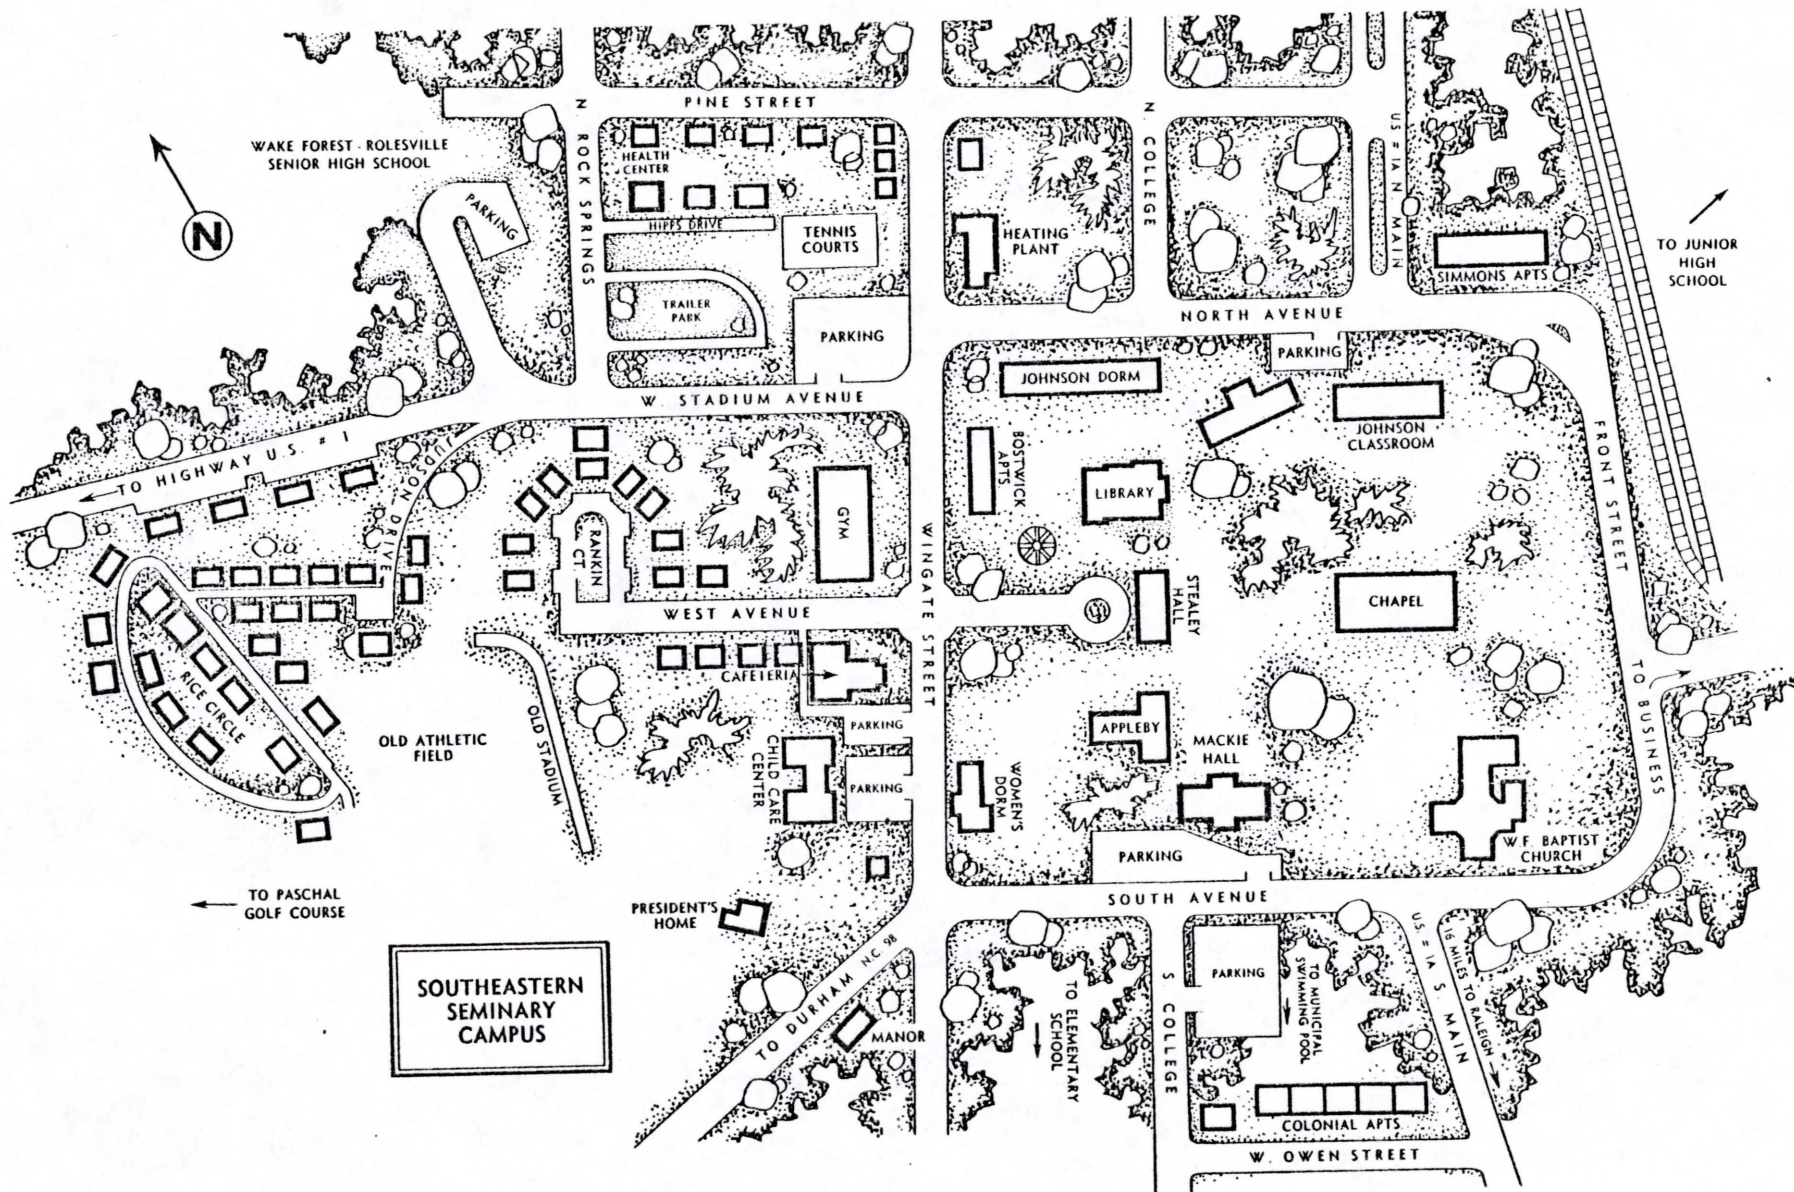 PINE STREET
N. ROCK SPRINGS
N. COLLEGE
US # 1A N. MAIN
WAKE FOREST - ROLESVILLE
SENIOR HIGH SCHOOL
HEALTH
CENTER
PARKING
N
HIPPS DRIVE
TENNIS
COURTS
HEATING
PLANT
SIMMONS APTS
TO JUNIOR
HIGH
SCHOOL
TRAILER
PARK
PARKING
NORTH AVENUE
PARKING
JOHNSON DORM
W. STADIUM AVENUE
JOHNSON
CLASSROOM
TO HIGHWAY U.S. # 1
JUDSON DRIVE
BOSTWICK
APTS
LIBRARY
FRONT STREET
GYM
RANKIN
CT
WINGATE STREET
WEST AVENUE
STEALEY
HALL
CHAPEL
CAFETERIA
RICE CIRCLE
OLD ATHLETIC
FIELD
OLD STADIUM
PARKING
APPLEBY
MACKIE
HALL
TO BUSINESS
CHILD CARE
CENTER
PARKING
WOMEN'S
DORM
PARKING
W.F. BAPTIST
CHURCH
TO PASCHAL
GOLF COURSE
PRESIDENT'S
HOME
SOUTH AVENUE
TO DURHAM N.C. 98
SOUTHEASTERN
SEMINARY
CAMPUS
MANOR
TO ELEMENTARY
SCHOOL
S. COLLEGE
PARKING
TO MUNICIPAL
SWIMMING POOL
U.S. # 1A S. MAIN
16 MILES TO RALEIGH
COLONIAL APTS.
W. OWEN STREET